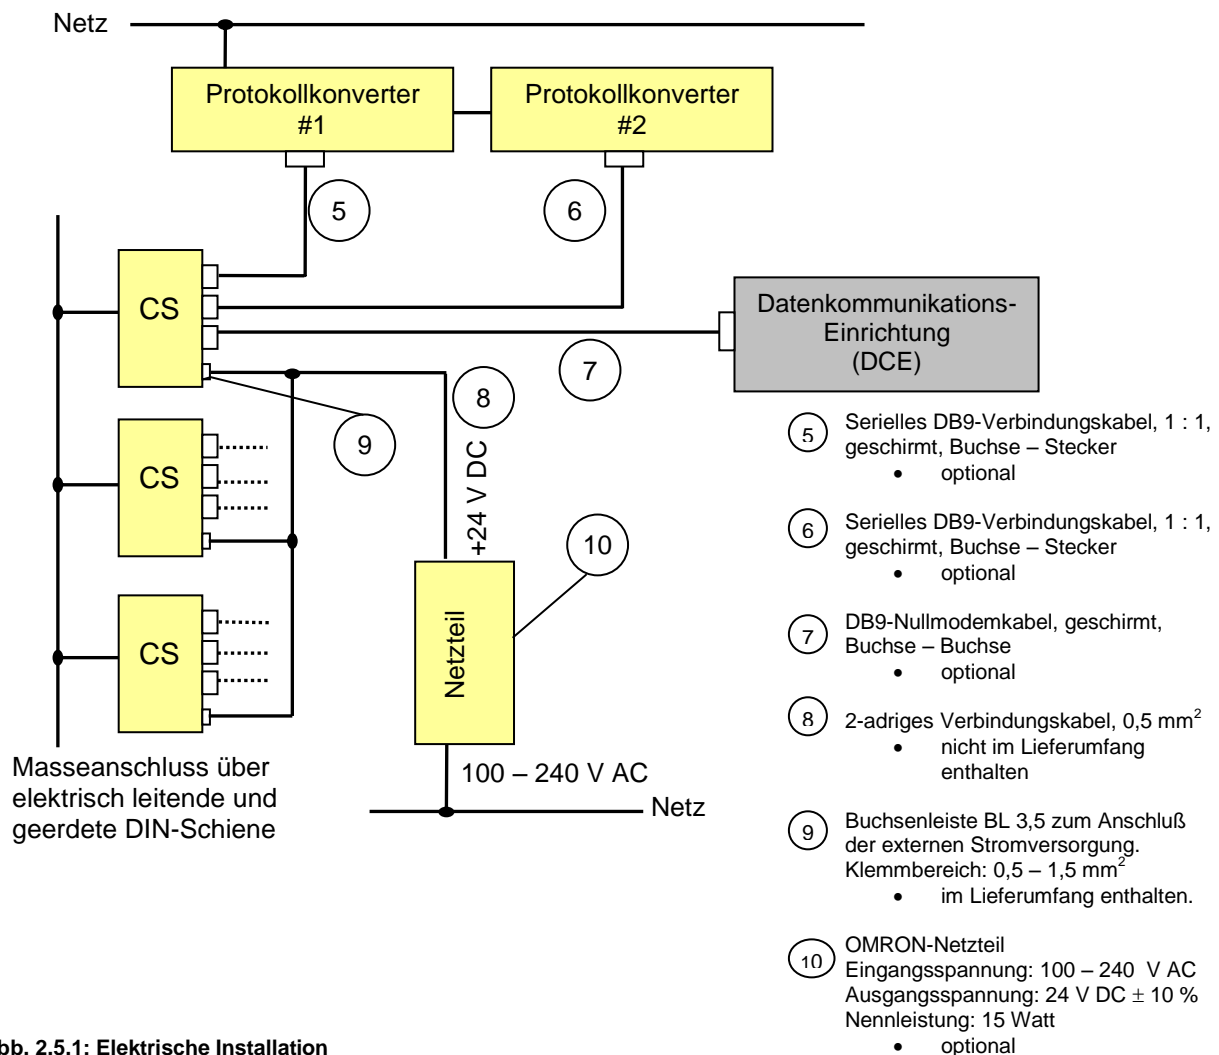 Netz
Protokollkonverter
#1
Protokollkonverter
#2
5
6
CS
Datenkommunikations-
Einrichtung
(DCE)
7
8
9
CS
+24 V DC
10
Netzteil
CS
100 – 240 V AC
Netz
Masseanschluss über
elektrisch leitende und
geerdete DIN-Schiene
5
Serielles DB9-Verbindungskabel, 1 : 1,
geschirmt, Buchse – Stecker
• optional
6
Serielles DB9-Verbindungskabel, 1 : 1,
geschirmt, Buchse – Stecker
• optional
7
DB9-Nullmodemkabel, geschirmt,
Buchse – Buchse
• optional
8
2-adriges Verbindungskabel, 0,5 mm²
• nicht im Lieferumfang
enthalten
9
Buchsenleiste BL 3,5 zum Anschluß
der externen Stromversorgung.
Klemmbereich: 0,5 – 1,5 mm²
• im Lieferumfang enthalten.
10
OMRON-Netzteil
Eingangsspannung: 100 – 240 V AC
Ausgangsspannung: 24 V DC ± 10 %
Nennleistung: 15 Watt
• optional
bb. 2.5.1: Elektrische Installation